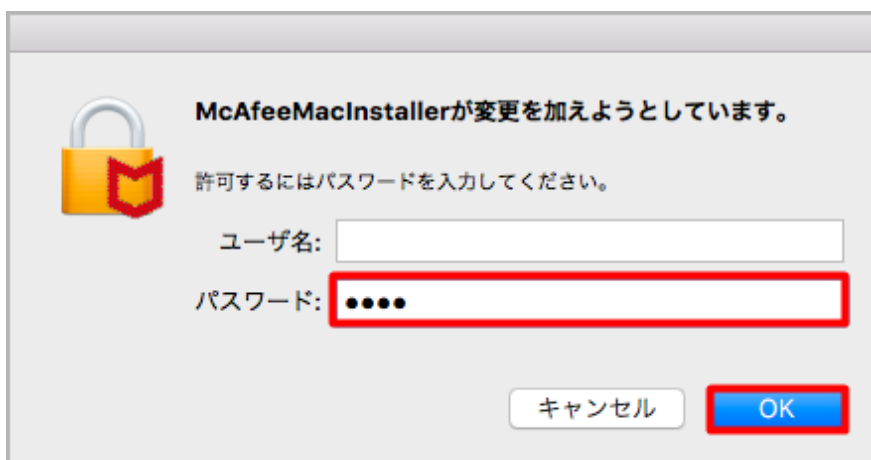 McAfeeMacInstallerが変更を加えようとしています。
許可するにはパスワードを入力してください。
ユーザ名:
パスワード: ●●●●
キャンセル OK